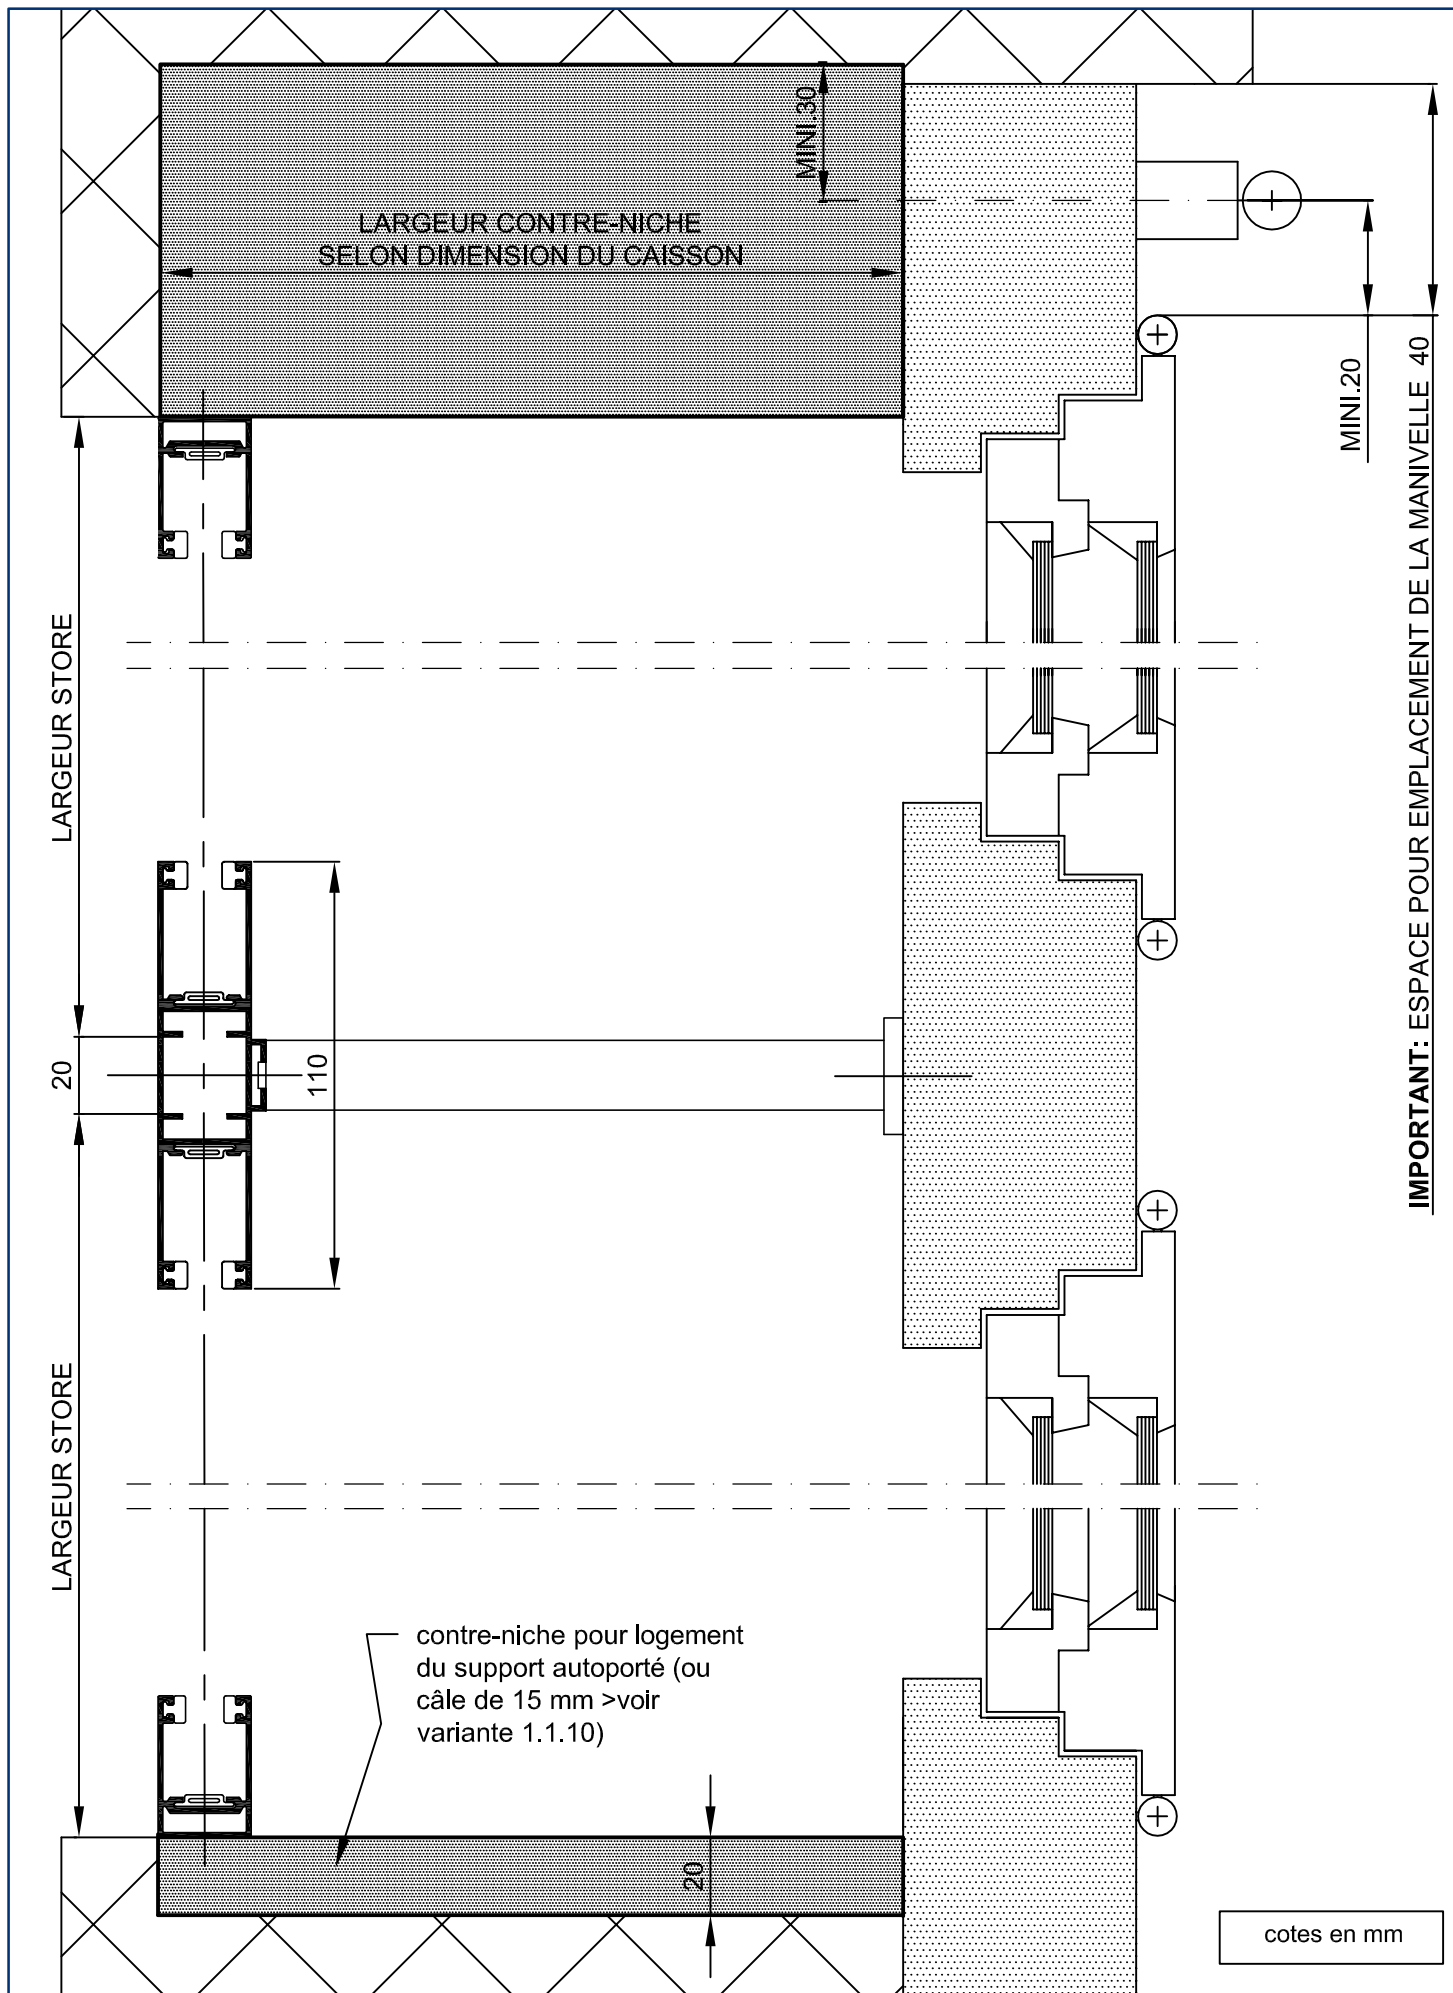 MINI.30
LARGEUR CONTRE-NICHE
SELON DIMENSION DU CAISSON
MINI.20
IMPORTANT: ESPACE POUR EMPLACEMENT DE LA MANIVELLE 40
LARGEUR STORE
20
110
LARGEUR STORE
contre-niche pour logement
du support autoporté (ou
câle de 15 mm >voir
variante 1.1.10)
20
cotes en mm